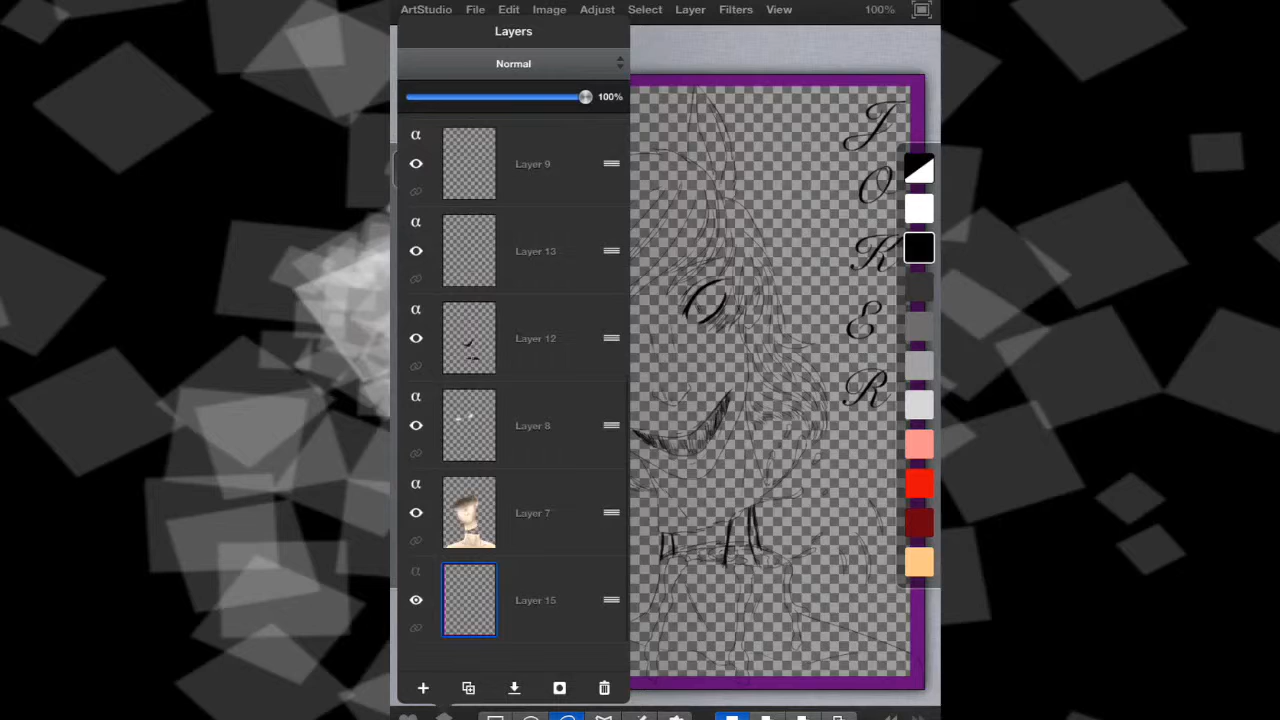 ArtStudio File Edit Image Adjust Select Layer Filters View 100%
Layers
Normal
100%
α
Layer 9
α
Layer 13
α
Layer 12
α
Layer 8
α
Layer 7
α
Layer 15
J
O
K
E
R